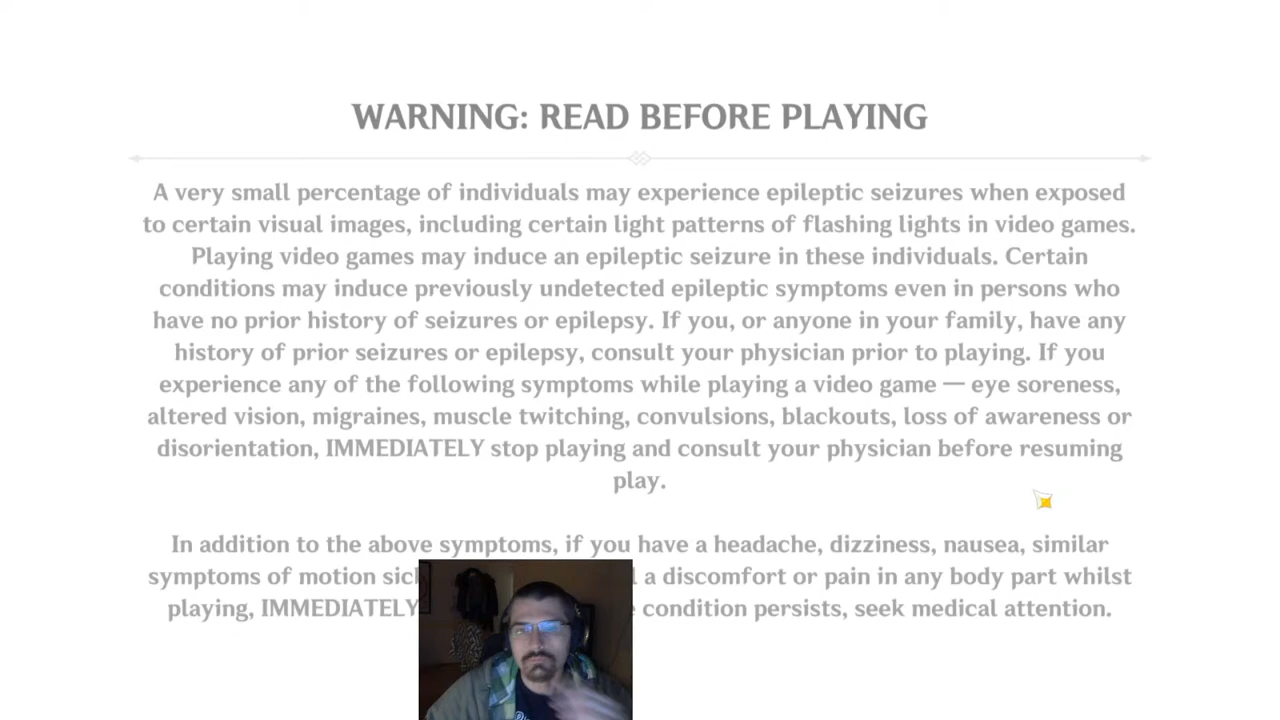 WARNING: READ BEFORE PLAYING
A very small percentage of individuals may experience epileptic seizures when exposed
to certain visual images, including certain light patterns of flashing lights in video games.
Playing video games may induce an epileptic seizure in these individuals. Certain
conditions may induce previously undetected epileptic symptoms even in persons who
have no prior history of seizures or epilepsy. If you, or anyone in your family, have any
history of prior seizures or epilepsy, consult your physician prior to playing. If you
experience any of the following symptoms while playing a video game — eye soreness,
altered vision, migraines, muscle twitching, convulsions, blackouts, loss of awareness or
disorientation, IMMEDIATELY stop playing and consult your physician before resuming
play.
In addition to the above symptoms, if you have a headache, dizziness, nausea, similar
symptoms of motion a discomfort or pain in any body part whilst
playing, IMMEDIATELY condition persists, seek medical attention.